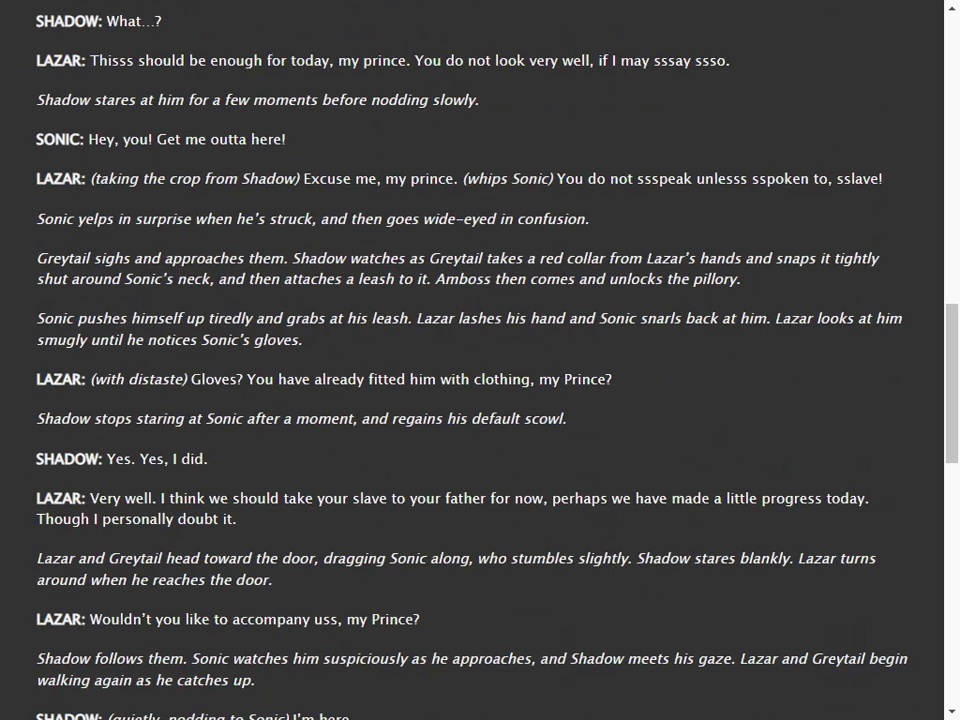 SHADOW: What...?
LAZAR: Thisss should be enough for today, my prince. You do not look very well, if I may sssay ssso.
Shadow stares at him for a few moments before nodding slowly.
SONIC: Hey, you! Get me outta here!
LAZAR: (taking the crop from Shadow) Excuse me, my prince. (whips Sonic) You do not ssspeak unlesss sspoken to, sslave!
Sonic yelps in surprise when he's struck, and then goes wide-eyed in confusion.
Greytail sighs and approaches them. Shadow watches as Greytail takes a red collar from Lazar's hands and snaps it tightly
shut around Sonic's neck, and then attaches a leash to it. Amboss then comes and unlocks the pillory.
Sonic pushes himself up tiredly and grabs at his leash. Lazar lashes his hand and Sonic snarls back at him. Lazar looks at him
smugly until he notices Sonic's gloves.
LAZAR: (with distaste) Gloves? You have already fitted him with clothing, my Prince?
Shadow stops staring at Sonic after a moment, and regains his default scowl.
SHADOW: Yes. Yes, I did.
LAZAR: Very well. I think we should take your slave to your father for now, perhaps we have made a little progress today.
Though I personally doubt it.
Lazar and Greytail head toward the door, dragging Sonic along, who stumbles slightly. Shadow stares blankly. Lazar turns
around when he reaches the door.
LAZAR: Wouldn't you like to accompany uss, my Prince?
Shadow follows them. Sonic watches him suspiciously as he approaches, and Shadow meets his gaze. Lazar and Greytail begin
walking again as he catches up.
SHADOW: (quietly, nodding to Sonic) I'm here.